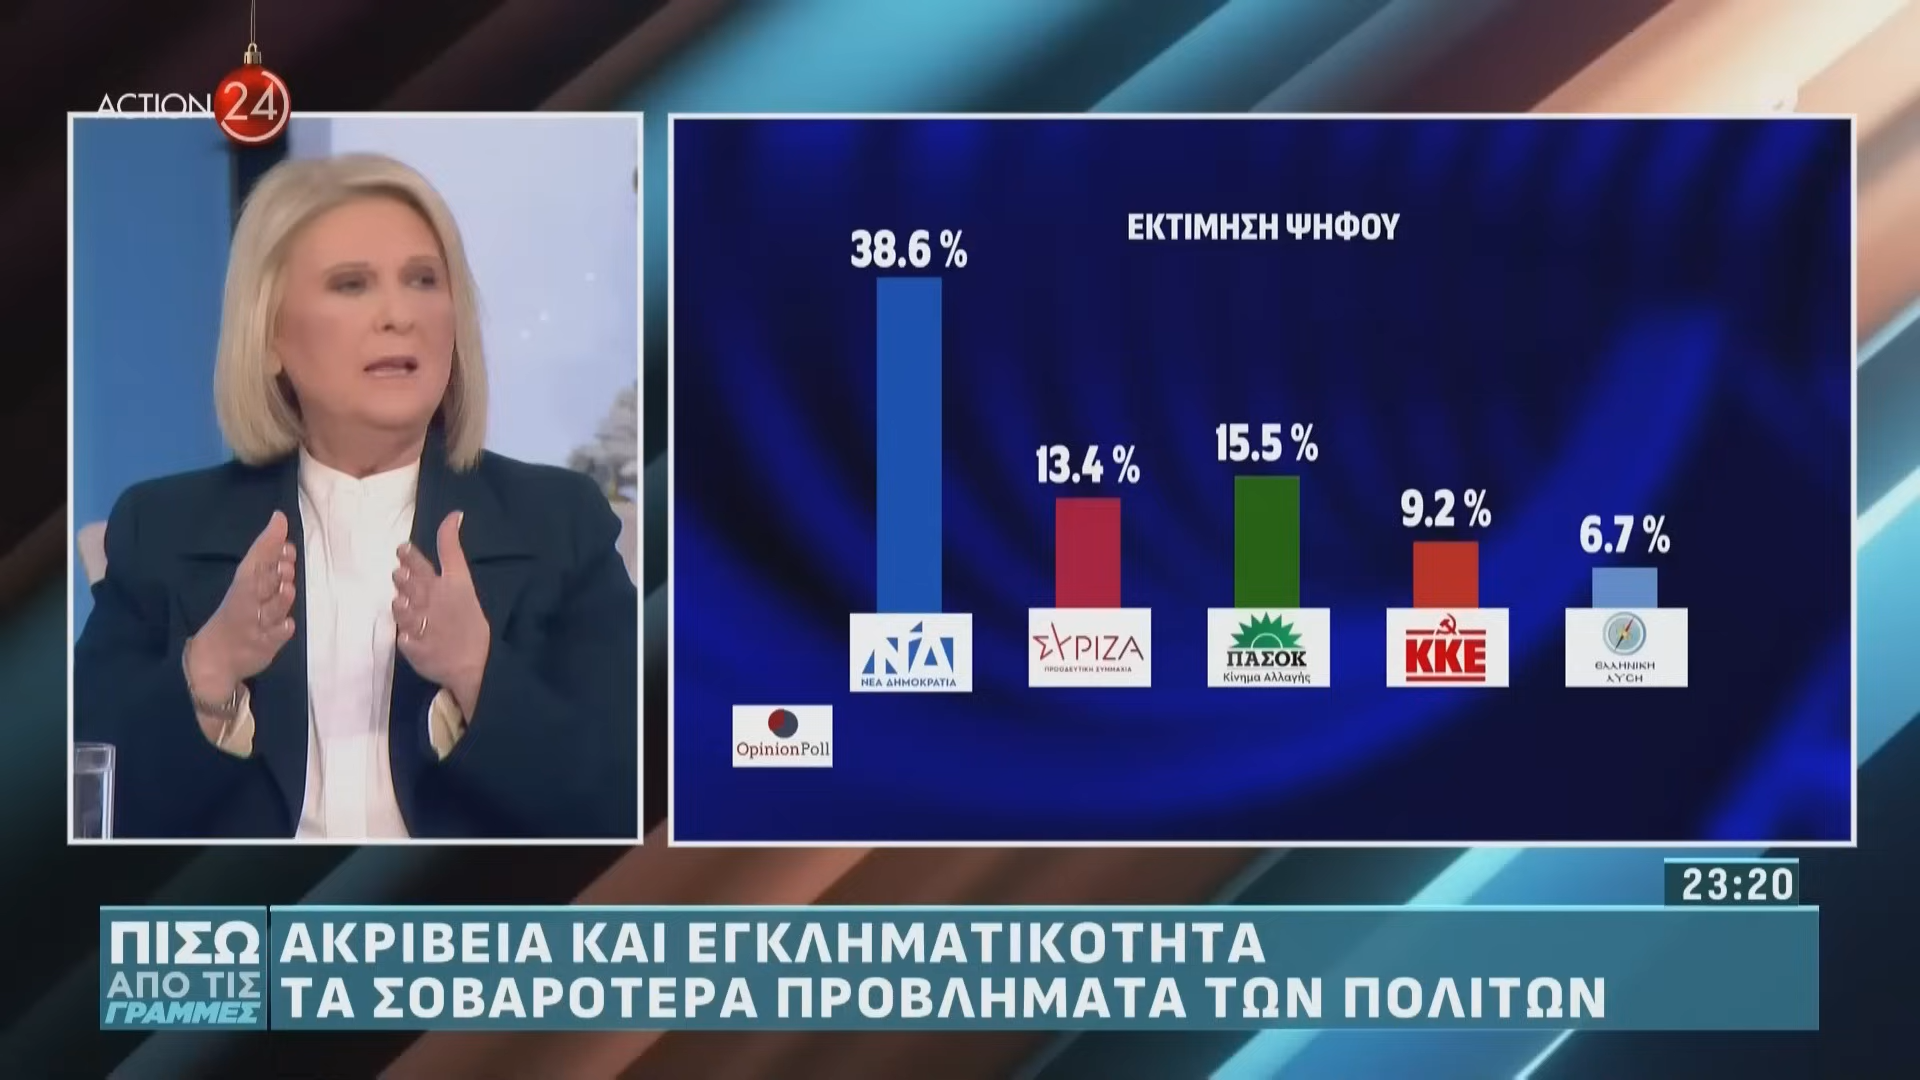 ACTION 24
ΕΚΤΙΜΗΣΗ ΨΗΦΟΥ
38.6 %
13.4 %
15.5 %
9.2 %
6.7 %
ΝΔ
ΝΕΑ ΔΗΜΟΚΡΑΤΙΑ
ΣΥΡΙΖΑ
ΠΡΟΟΔΕΥΤΙΚΗ ΣΥΜΜΑΧΙΑ
ΠΑΣΟΚ
Κίνημα Αλλαγής
ΚΚΕ
ΕΛΛΗΝΙΚΗ
ΛΥΣΗ
OpinionPoll
23:20
ΠΙΣΩ
ΑΠΟ ΤΙΣ
ΓΡΑΜΜΕΣ
ΑΚΡΙΒΕΙΑ ΚΑΙ ΕΓΚΛΗΜΑΤΙΚΟΤΗΤΑ
ΤΑ ΣΟΒΑΡΟΤΕΡΑ ΠΡΟΒΛΗΜΑΤΑ ΤΩΝ ΠΟΛΙΤΩΝ